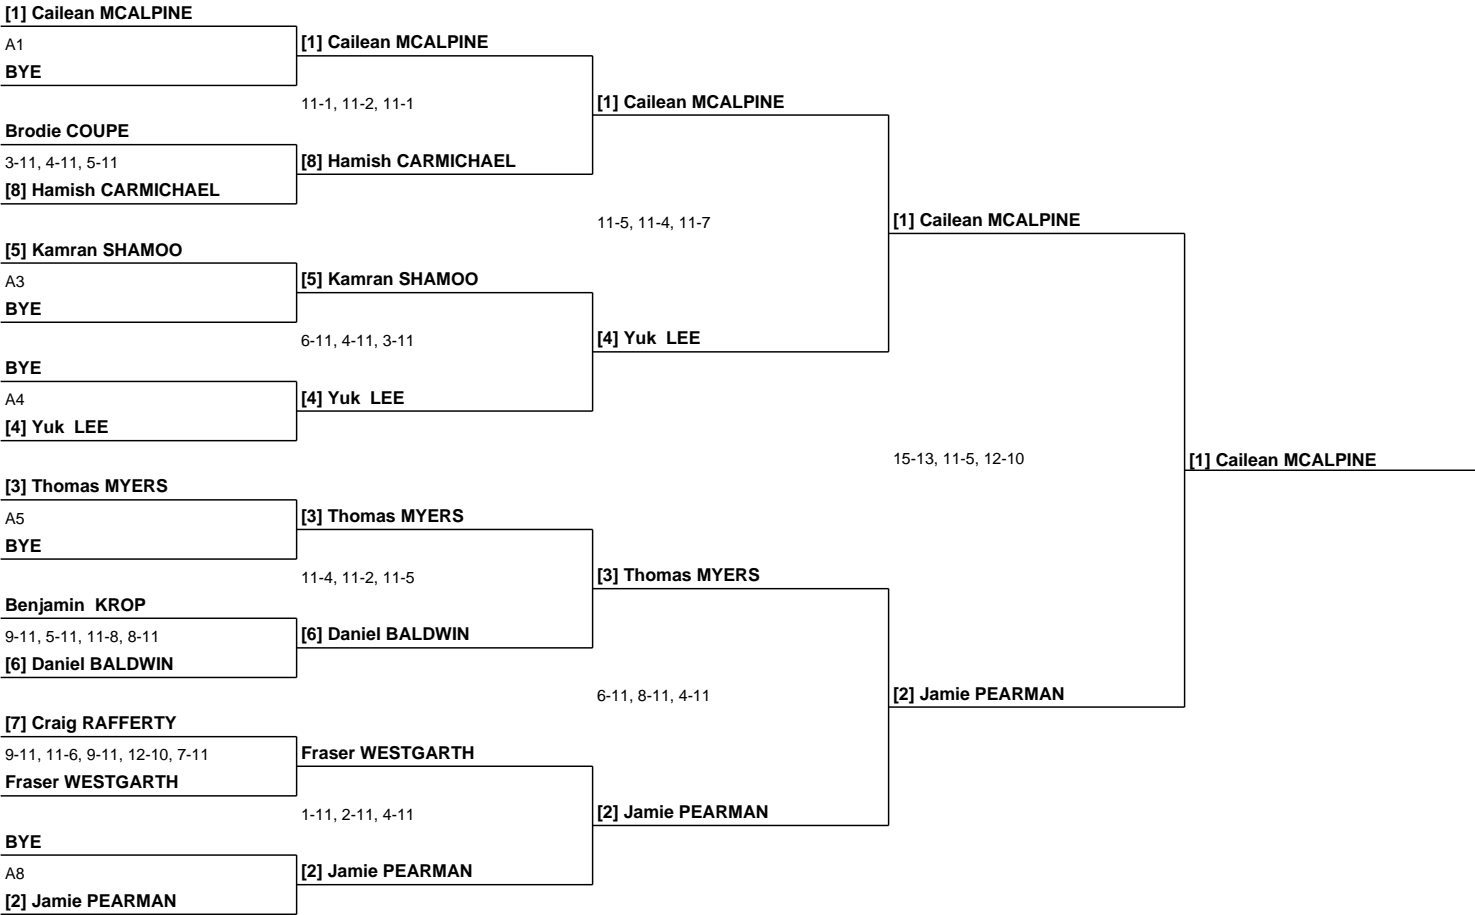 [1] Cailean MCALPINE
A1
BYE
Brodie COUPE
3-11, 4-11, 5-11
[8] Hamish CARMICHAEL
[5] Kamran SHAMOO
A3
BYE
BYE
A4
[4] Yuk  LEE
[3] Thomas MYERS
A5
BYE
Benjamin  KROP
9-11, 5-11, 11-8, 8-11
[6] Daniel BALDWIN
[7] Craig RAFFERTY
9-11, 11-6, 9-11, 12-10, 7-11
Fraser WESTGARTH
BYE
A8
[2] Jamie PEARMAN
[1] Cailean MCALPINE
11-1, 11-2, 11-1
[8] Hamish CARMICHAEL
[5] Kamran SHAMOO
6-11, 4-11, 3-11
[4] Yuk  LEE
[3] Thomas MYERS
11-4, 11-2, 11-5
[6] Daniel BALDWIN
Fraser WESTGARTH
1-11, 2-11, 4-11
[2] Jamie PEARMAN
[1] Cailean MCALPINE
11-5, 11-4, 11-7
[4] Yuk  LEE
[3] Thomas MYERS
6-11, 8-11, 4-11
[2] Jamie PEARMAN
[1] Cailean MCALPINE
15-13, 11-5, 12-10
[2] Jamie PEARMAN
[1] Cailean MCALPINE